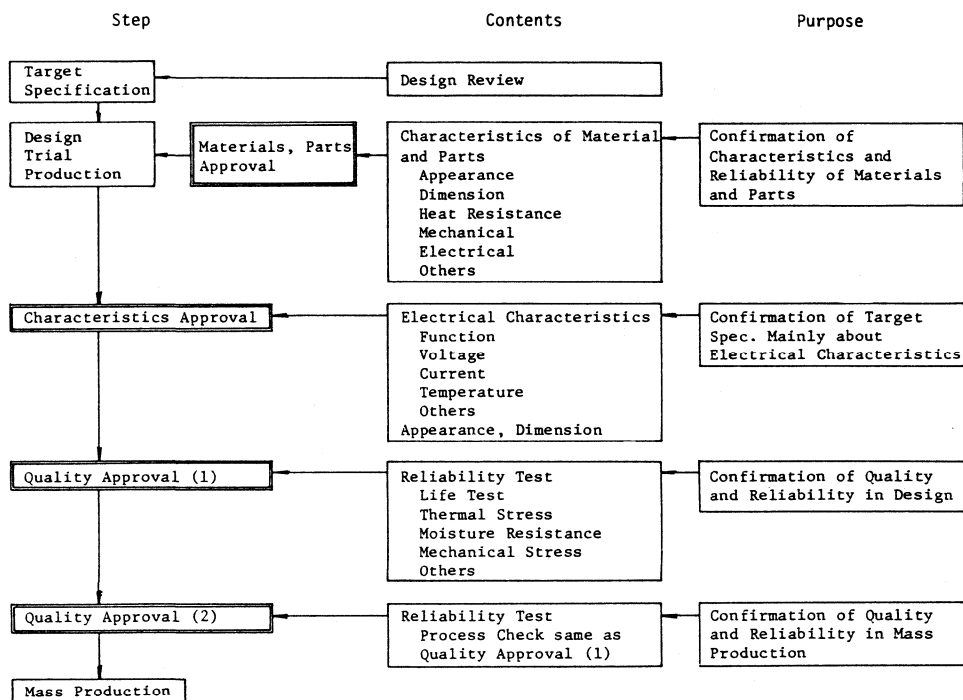 Step
Contents
Purpose
Target
Specification
Design Review
Design
Trial
Production
Materials, Parts
Approval
Characteristics of Material
and Parts
Appearance
Dimension
Heat Resistance
Mechanical
Electrical
Others
Confirmation of
Characteristics and
Reliability of Materials
and Parts
Characteristics Approval
Electrical Characteristics
Function
Voltage
Current
Temperature
Others
Appearance, Dimension
Confirmation of Target
Spec. Mainly about
Electrical Characteristics
Quality Approval (1)
Reliability Test
Life Test
Thermal Stress
Moisture Resistance
Mechanical Stress
Others
Confirmation of Quality
and Reliability in Design
Quality Approval (2)
Reliability Test
Process Check same as
Quality Approval (1)
Confirmation of Quality
and Reliability in Mass
Production
Mass Production